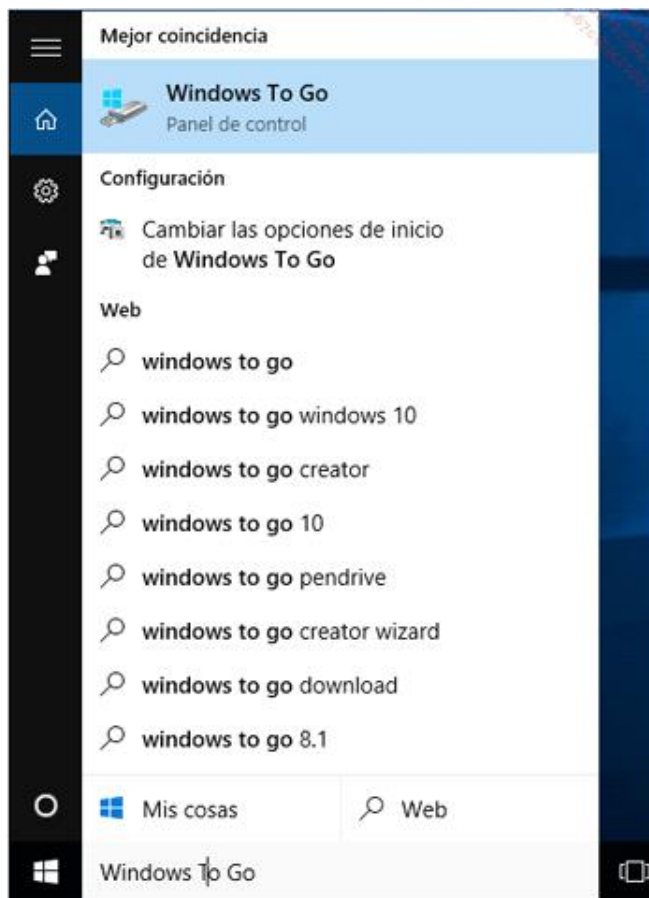 Mejor coincidencia
Windows To Go
Panel de control
Configuración
Cambiar las opciones de inicio
de Windows To Go
Web
windows to go
windows to go windows 10
windows to go creator
windows to go 10
windows to go pendrive
windows to go creator wizard
windows to go download
windows to go 8.1
Mis cosas
Web
Windows To Go